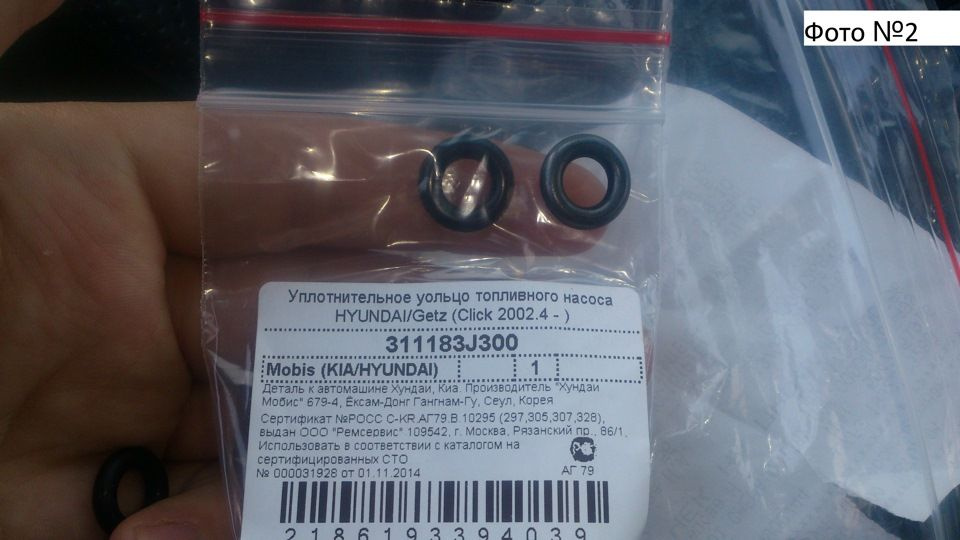 Фото №2
Уплотнительное уольцо топливного насоса
HYUNDAI/Getz (Click 2002.4 - )
311183J300
Mobis (KIA/HYUNDAI) 1
Деталь к автомашине Хундаи, Киа. Производитель "Хундаи
Мобис" 679-4, Ёксам-Донг Гангнам-Гу, Сеул, Корея
Сертификат №РОСС C-KR.АГ79.В.10295 (297,305,307,328),
выдан ООО "Ремсервис" 109542, г. Москва, Рязанский пр., 86/1.
Использовать в соответствии с каталогом на
сертифицированных СТО
№ 000031928 от 01.11.2014
АГ 79
2186193394039